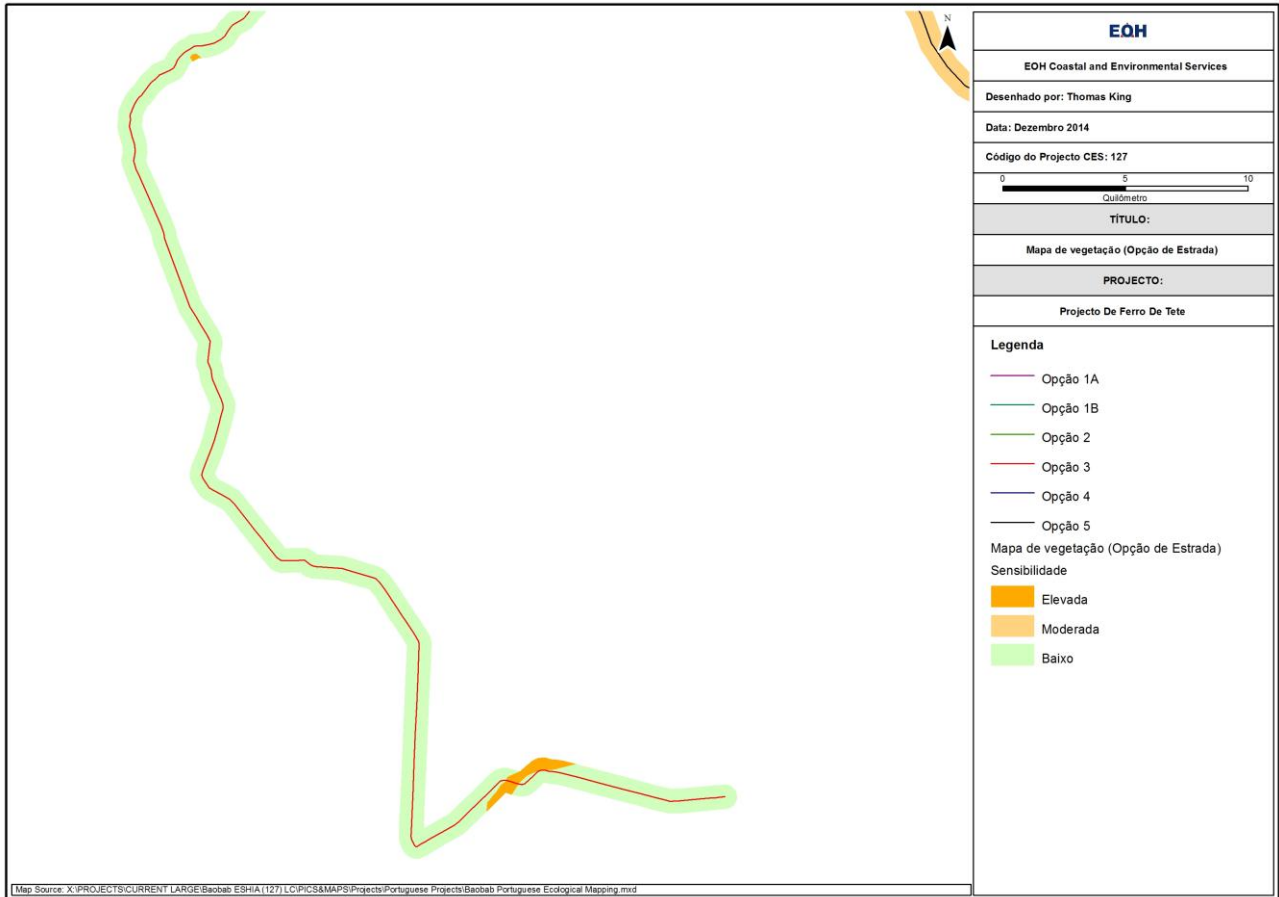 N
EOH
EOH Coastal and Environmental Services
Desenhado por: Thomas King
Data: Dezembro 2014
Código do Projecto CES: 127
0 5 10
Quilómetro
TÍTULO:
Mapa de vegetação (Opção de Estrada)
PROJECTO:
Projecto De Ferro De Tete
Legenda
Opção 1A
Opção 1B
Opção 2
Opção 3
Opção 4
Opção 5
Mapa de vegetação (Opção de Estrada)
Sensibilidade
Elevada
Moderada
Baixo
Map Source: X:\PROJECTS\CURRENT LARGE\Baobab ESHIA (127) LC\PICS&MAPS\Projects\Portuguese Projects\Baobab Portuguese Ecological Mapping.mxd